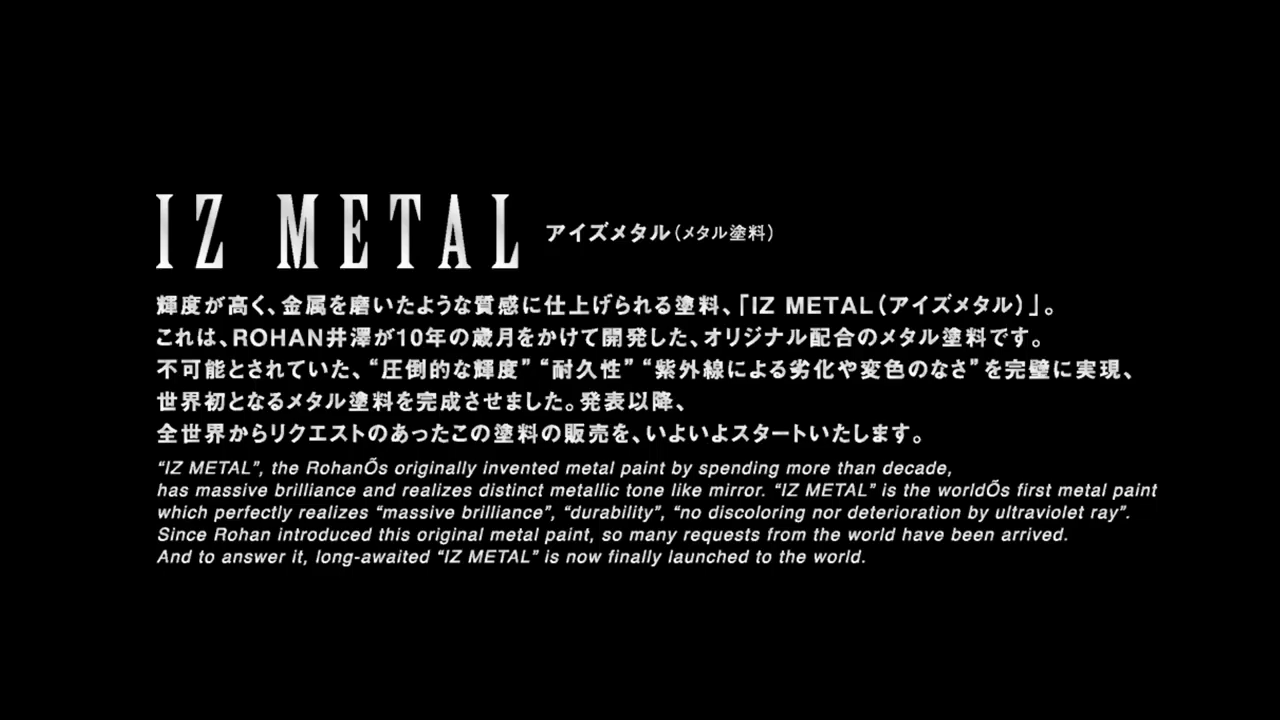 IZ METAL アイズメタル(メタル塗料)
輝度が高く、金属を磨いたような質感に仕上げられる塗料、「IZ METAL(アイズメタル)」。
これは、ROHAN井澤が10年の歳月をかけて開発した、オリジナル配合のメタル塗料です。
不可能とされていた、“圧倒的な輝度”“耐久性”“紫外線による劣化や変色のなさ”を完璧に実現、
世界初となるメタル塗料を完成させました。発表以降、
全世界からリクエストのあったこの塗料の販売を、いよいよスタートいたします。
“IZ METAL”, the RohanÕs originally invented metal paint by spending more than decade,
has massive brilliance and realizes distinct metallic tone like mirror. “IZ METAL” is the worldÕs first metal paint
which perfectly realizes “massive brilliance”, “durability”, “no discoloring nor deterioration by ultraviolet ray”.
Since Rohan introduced this original metal paint, so many requests from the world have been arrived.
And to answer it, long-awaited “IZ METAL” is now finally launched to the world.